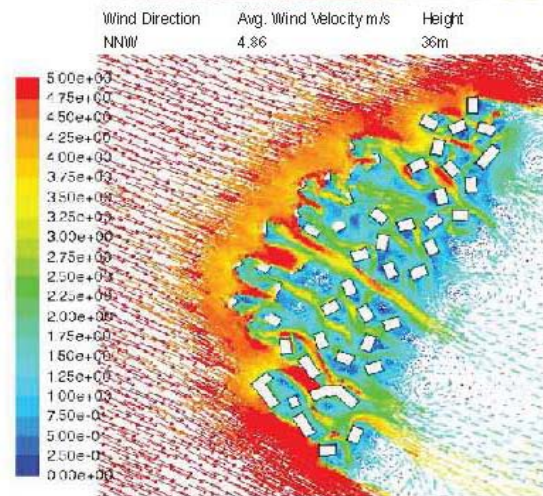 Wind Direction Avg. Wind Velocity m/s Height
NNW 4.86 36m
5.00e+00
4.75e+00
4.50e+00
4.25e+00
4.00e+00
3.75e+00
3.50e+00
3.25e+00
3.00e+00
2.75e+00
2.50e+00
2.25e+00
2.00e+00
1.75e+00
1.50e+00
1.25e+00
1.00e+00
7.50e-0
5.00e-0
2.50e-0
0.00e+00